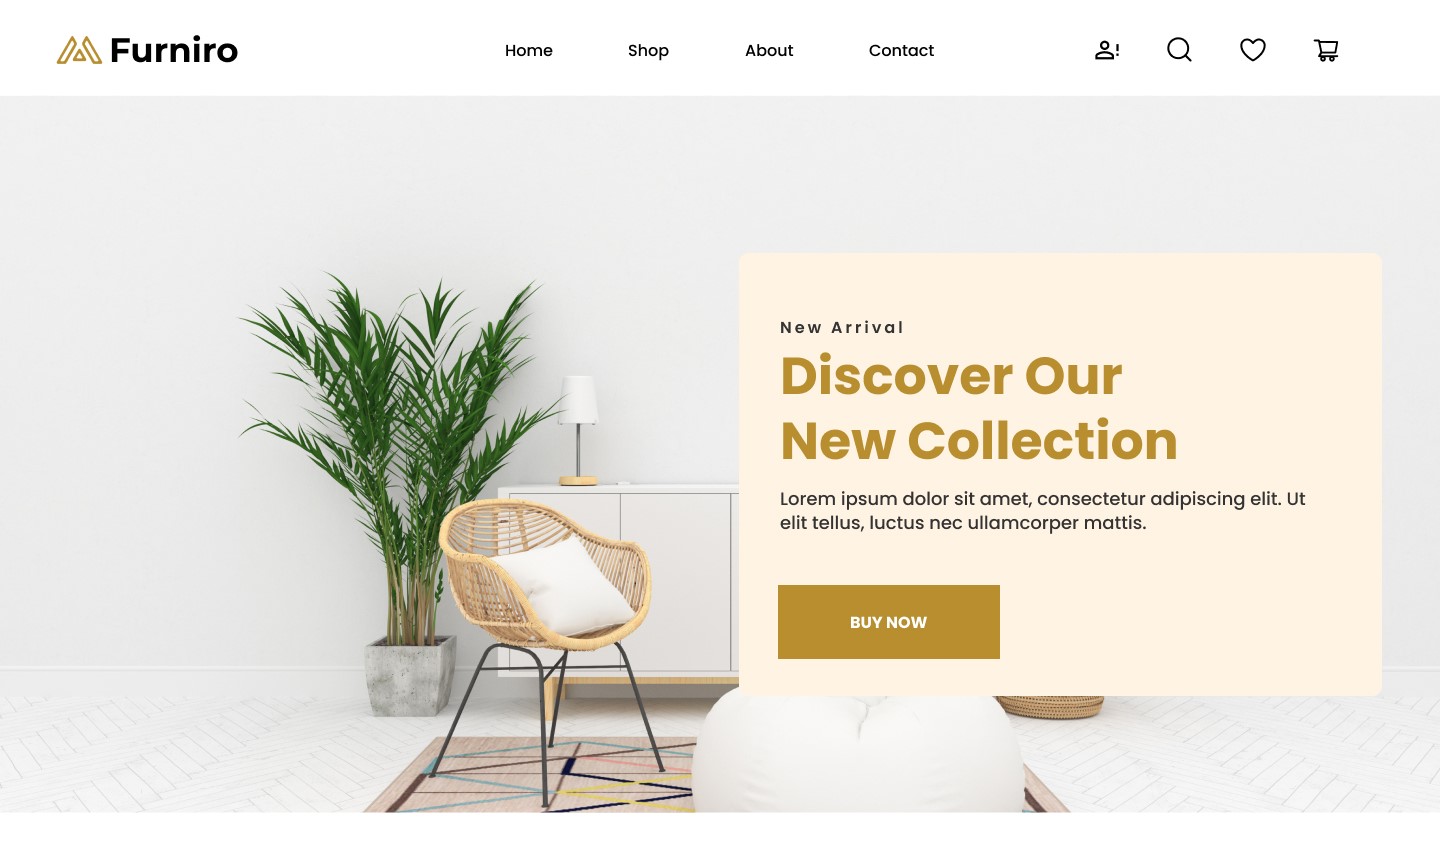 Furniro
Home Shop About Contact
New Arrival
Discover Our
New Collection
Lorem ipsum dolor sit amet, consectetur adipiscing elit. Ut
elit tellus, luctus nec ullamcorper mattis.
BUY NOW